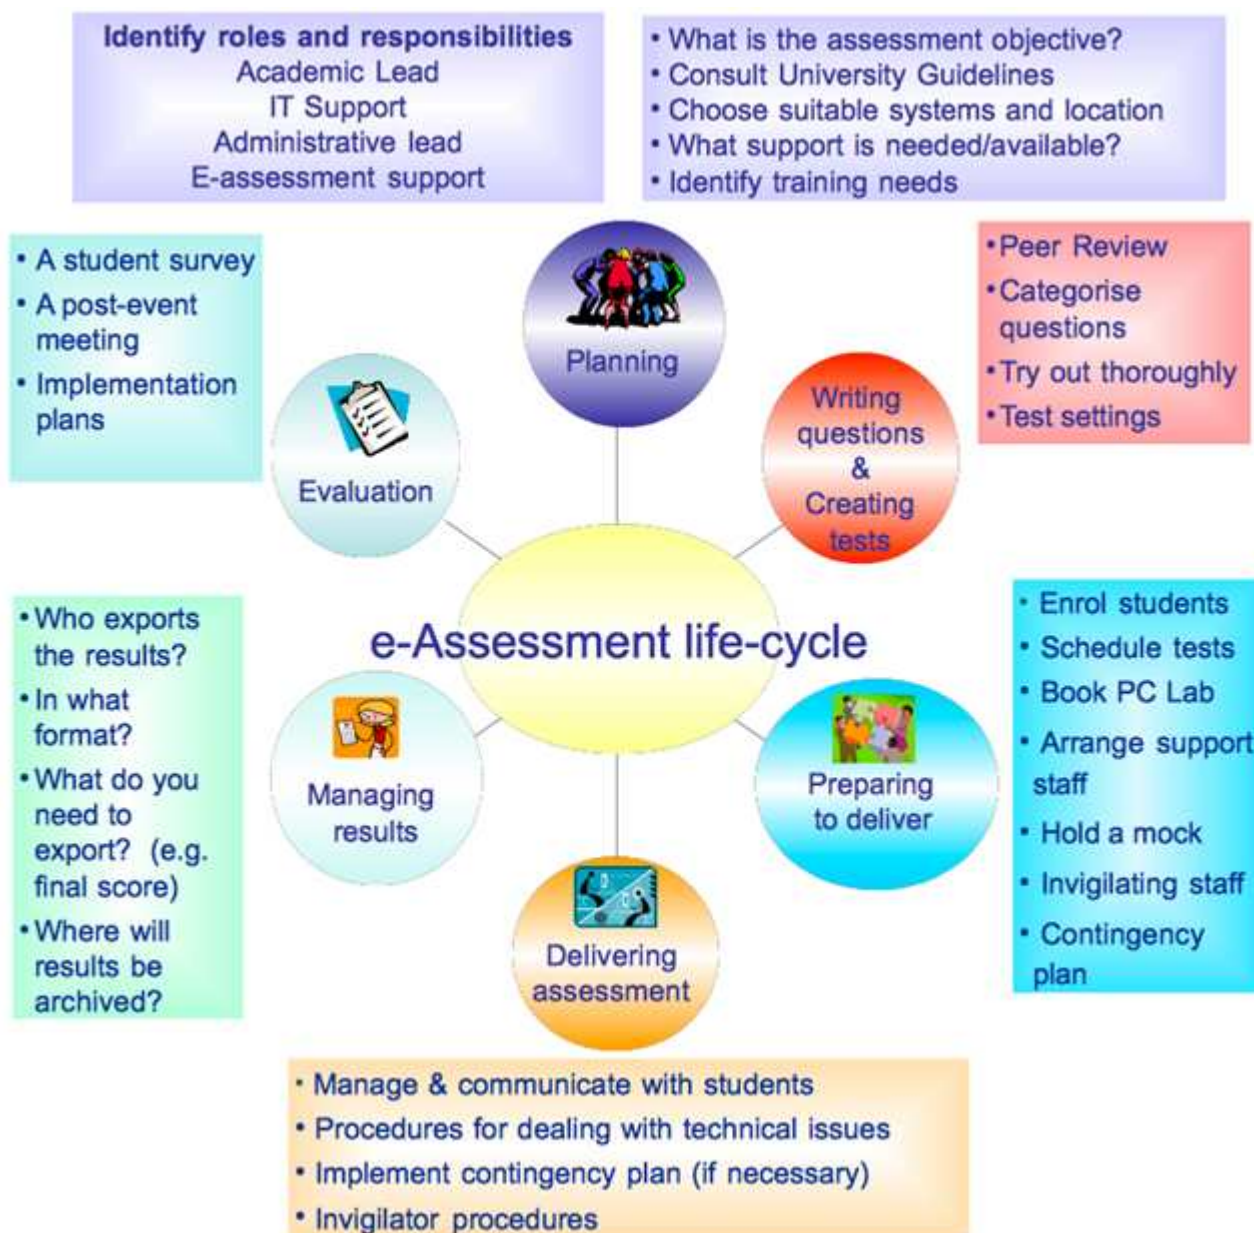 Identify roles and responsibilities
Academic Lead
IT Support
Administrative lead
E-assessment support
• What is the assessment objective?
• Consult University Guidelines
• Choose suitable systems and location
• What support is needed/available?
• Identify training needs
• A student survey
• A post-event
meeting
• Implementation
plans
Planning
• Peer Review
• Categorise
questions
• Try out thoroughly
• Test settings
Evaluation
Writing
questions
&
Creating
tests
e-Assessment life-cycle
• Who exports
the results?
• In what
format?
• What do you
need to
export? (e.g.
final score)
• Where will
results be
archived?
Managing
results
Preparing
to deliver
• Enrol students
• Schedule tests
• Book PC Lab
• Arrange support
staff
• Hold a mock
• Invigilating staff
• Contingency
plan
Delivering
assessment
• Manage & communicate with students
• Procedures for dealing with technical issues
• Implement contingency plan (if necessary)
• Invigilator procedures